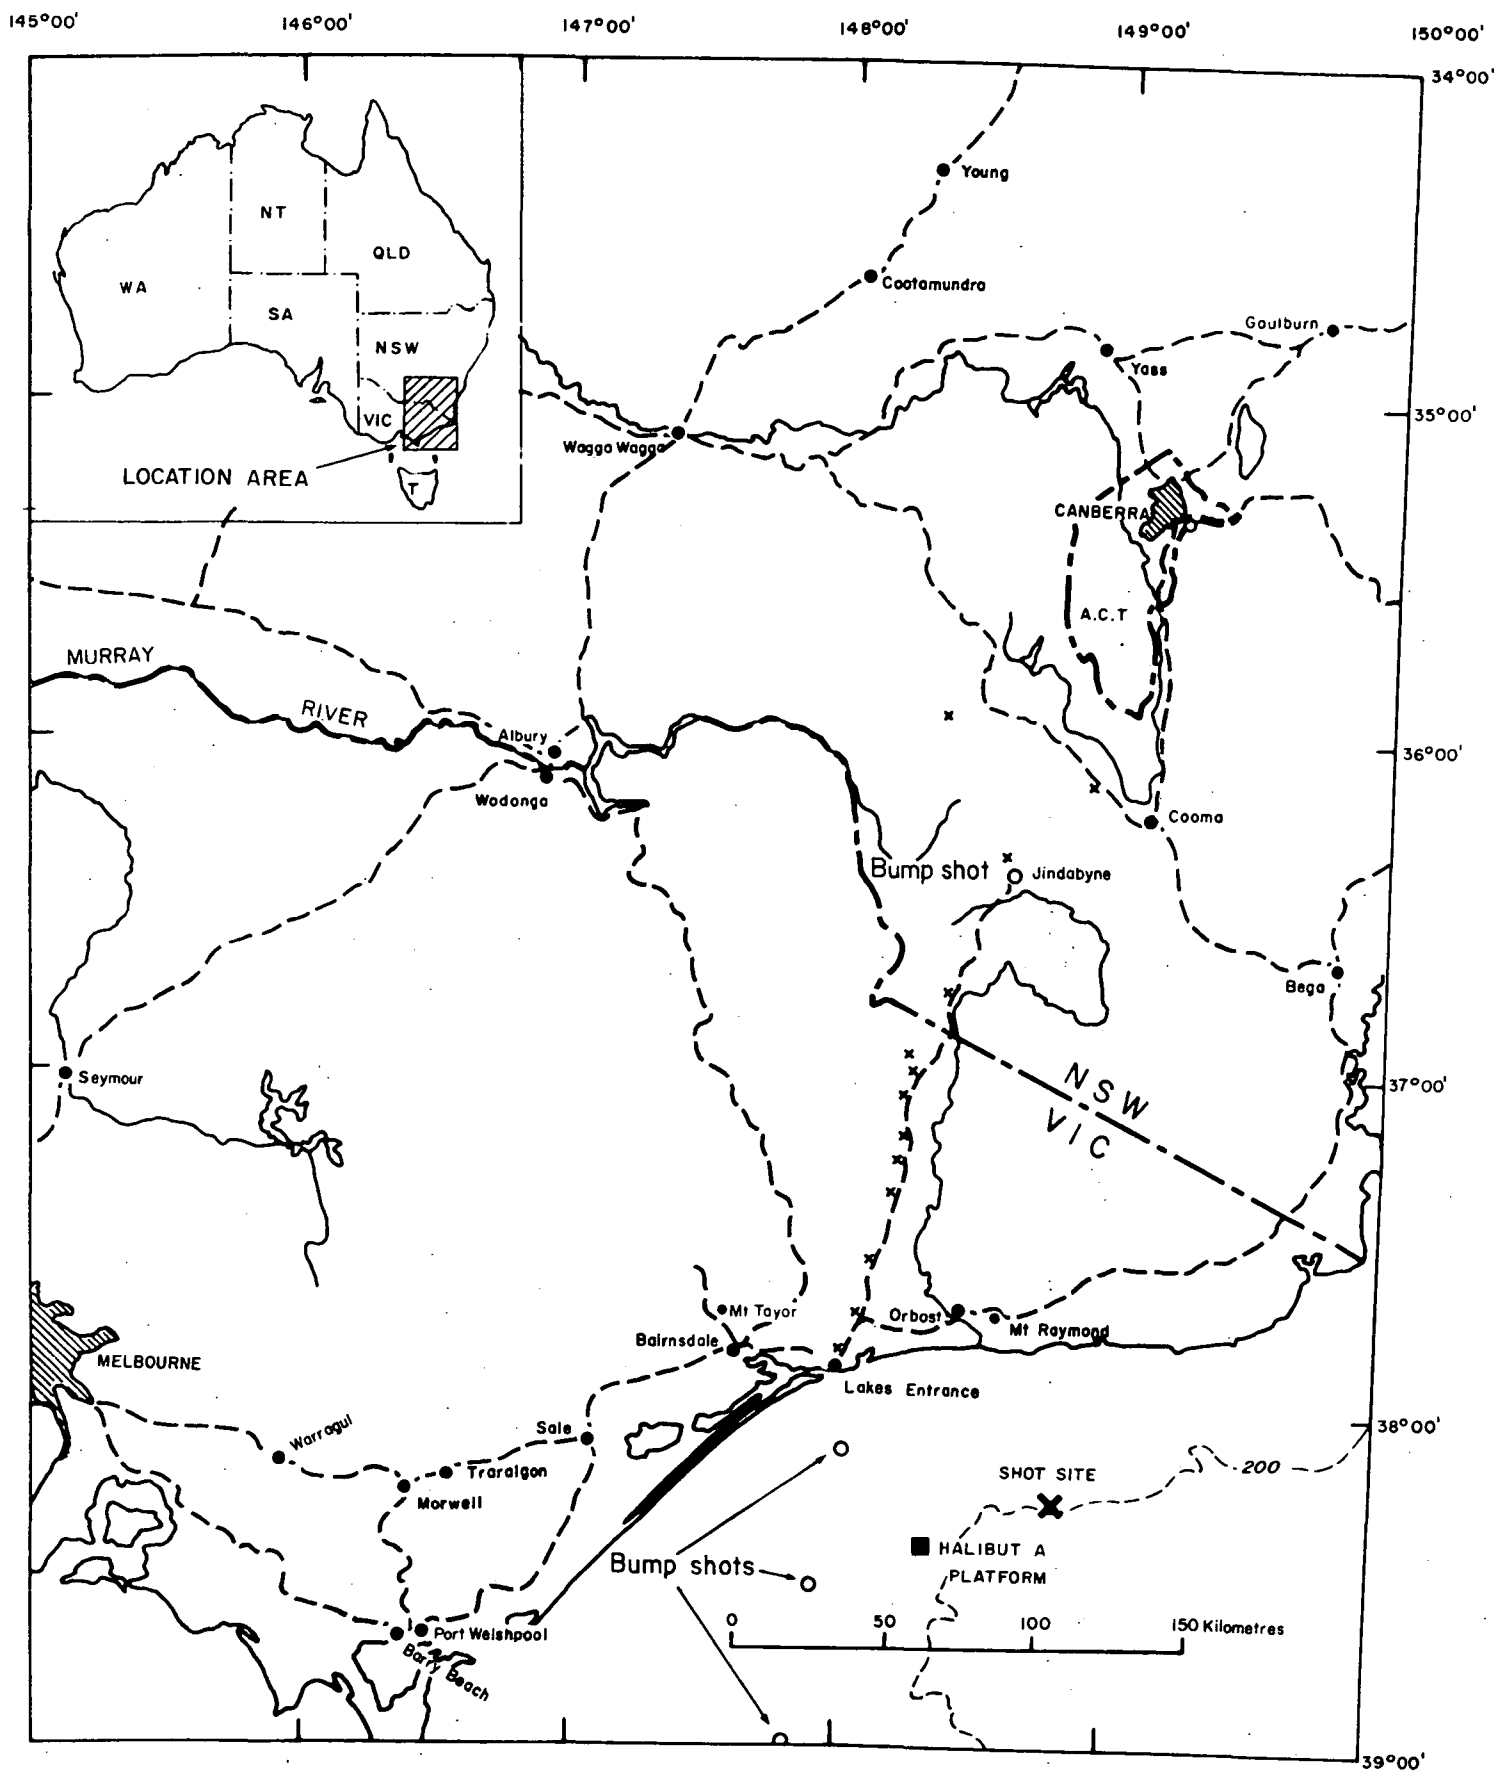 145°00' 146°00' 147°00' 148°00' 149°00' 150°00'
34°00'
Young
NT
QLD
Cootamundra
WA
SA
Goulburn
NSW
Yass
35°00'
VIC
Wagga Wagga
LOCATION AREA
T
CANBERRA
A.C.T
MURRAY
RIVER
Albury
36°00'
Wodonga
Cooma
Bump shot
Jindabyne
Bega
Seymour
NSW
37°00'
VIC
Mt Tayor
Orbost
Mt Raymond
Bairnsdale
MELBOURNE
Lakes Entrance
Warragul
Sale
38°00'
Traralgon
200
SHOT SITE
Morwell
HALIBUT A
PLATFORM
Bump shots
0 50 100 150 Kilometres
Port Welshpool
Barry Beach
39°00'